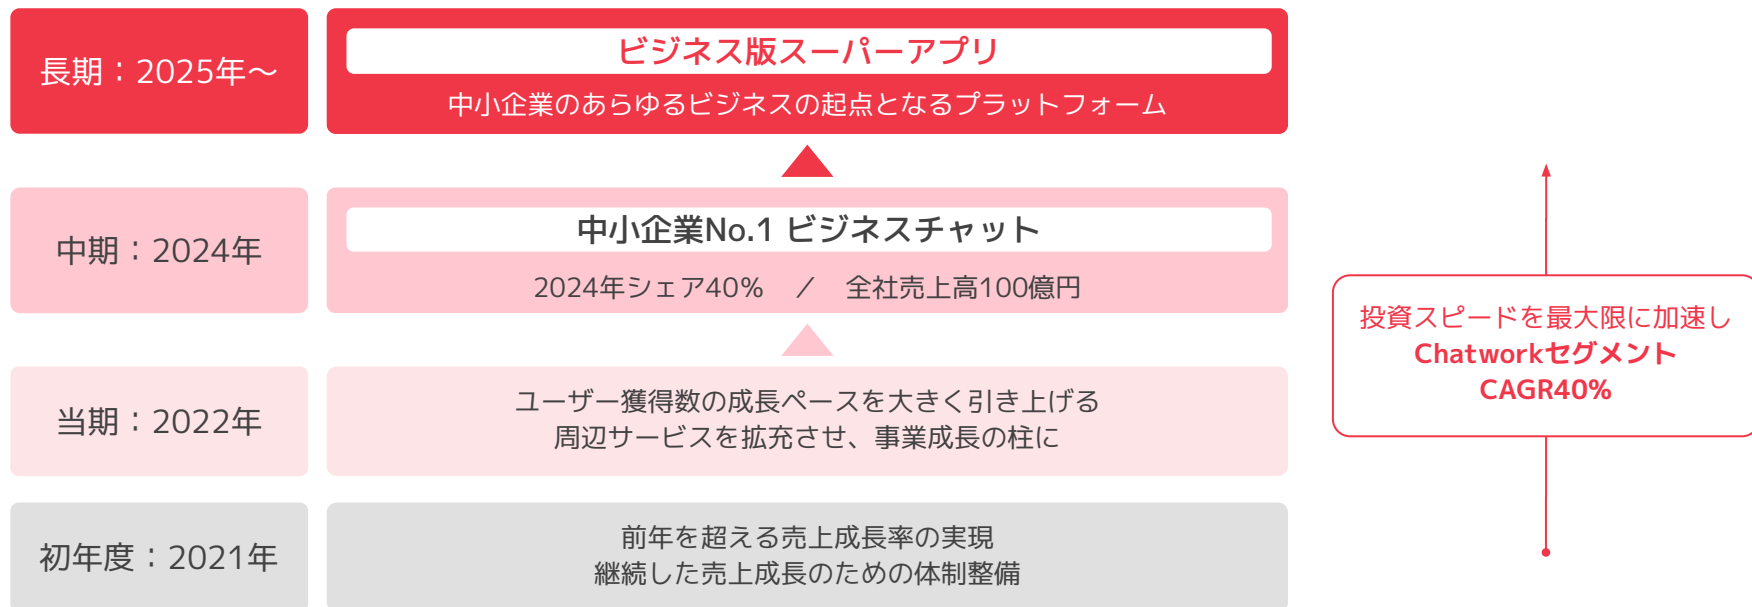 長期：2025年～
ビジネス版スーパーアプリ
中小企業のあらゆるビジネスの起点となるプラットフォーム
中期：2024年
中小企業No.1 ビジネスチャット
2024年シェア40%　／　全社売上高100億円
当期：2022年
ユーザー獲得数の成長ペースを大きく引き上げる
周辺サービスを拡充させ、事業成長の柱に
初年度：2021年
前年を超える売上成長率の実現
継続した売上成長のための体制整備
投資スピードを最大限に加速し
Chatworkセグメント
CAGR40%